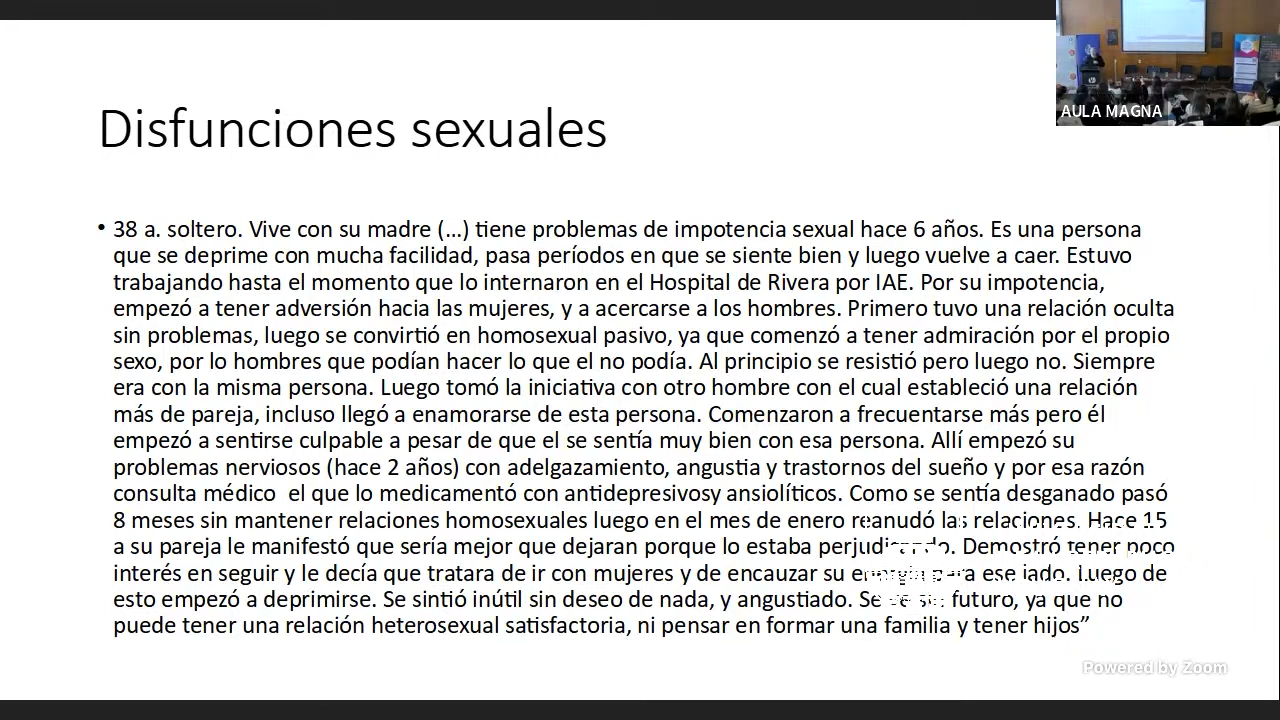 AULA MAGNA
Disfunciones sexuales
• 38 a. soltero. Vive con su madre (…) tiene problemas de impotencia sexual hace 6 años. Es una persona
que se deprime con mucha facilidad, pasa períodos en que se siente bien y luego vuelve a caer. Estuvo
trabajando hasta el momento que lo internaron en el Hospital de Rivera por IAE. Por su impotencia,
empezó a tener adversión hacia las mujeres, y a acercarse a los hombres. Primero tuvo una relación oculta
sin problemas, luego se convirtió en homosexual pasivo, ya que comenzó a tener admiración por el propio
sexo, por lo hombres que podían hacer lo que el no podía. Al principio se resistió pero luego no. Siempre
era con la misma persona. Luego tomó la iniciativa con otro hombre con el cual estableció una relación
más de pareja, incluso llegó a enamorarse de esta persona. Comenzaron a frecuentarse más pero él
empezó a sentirse culpable a pesar de que el se sentía muy bien con esa persona. Allí empezó su
problemas nerviosos (hace 2 años) con adelgazamiento, angustia y trastornos del sueño y por esa razón
consulta médico  el que lo medicamentó con antidepresivosy ansiolíticos. Como se sentía desganado pasó
8 meses sin mantener relaciones homosexuales luego en el mes de enero reanudó las relaciones. Hace 15
a su pareja le manifestó que sería mejor que dejaran porque lo estaba Demostró tener poco
interés en seguir y le decía que tratara de ir con mujeres y de encauzar su a ese lado. Luego de
esto empezó a deprimirse. Se sintió inútil sin deseo de nada, y angustiado. Se futuro, ya que no
puede tener una relación heterosexual satisfactoria, ni pensar en formar una familia y tener hijos”
Powered by Zoom